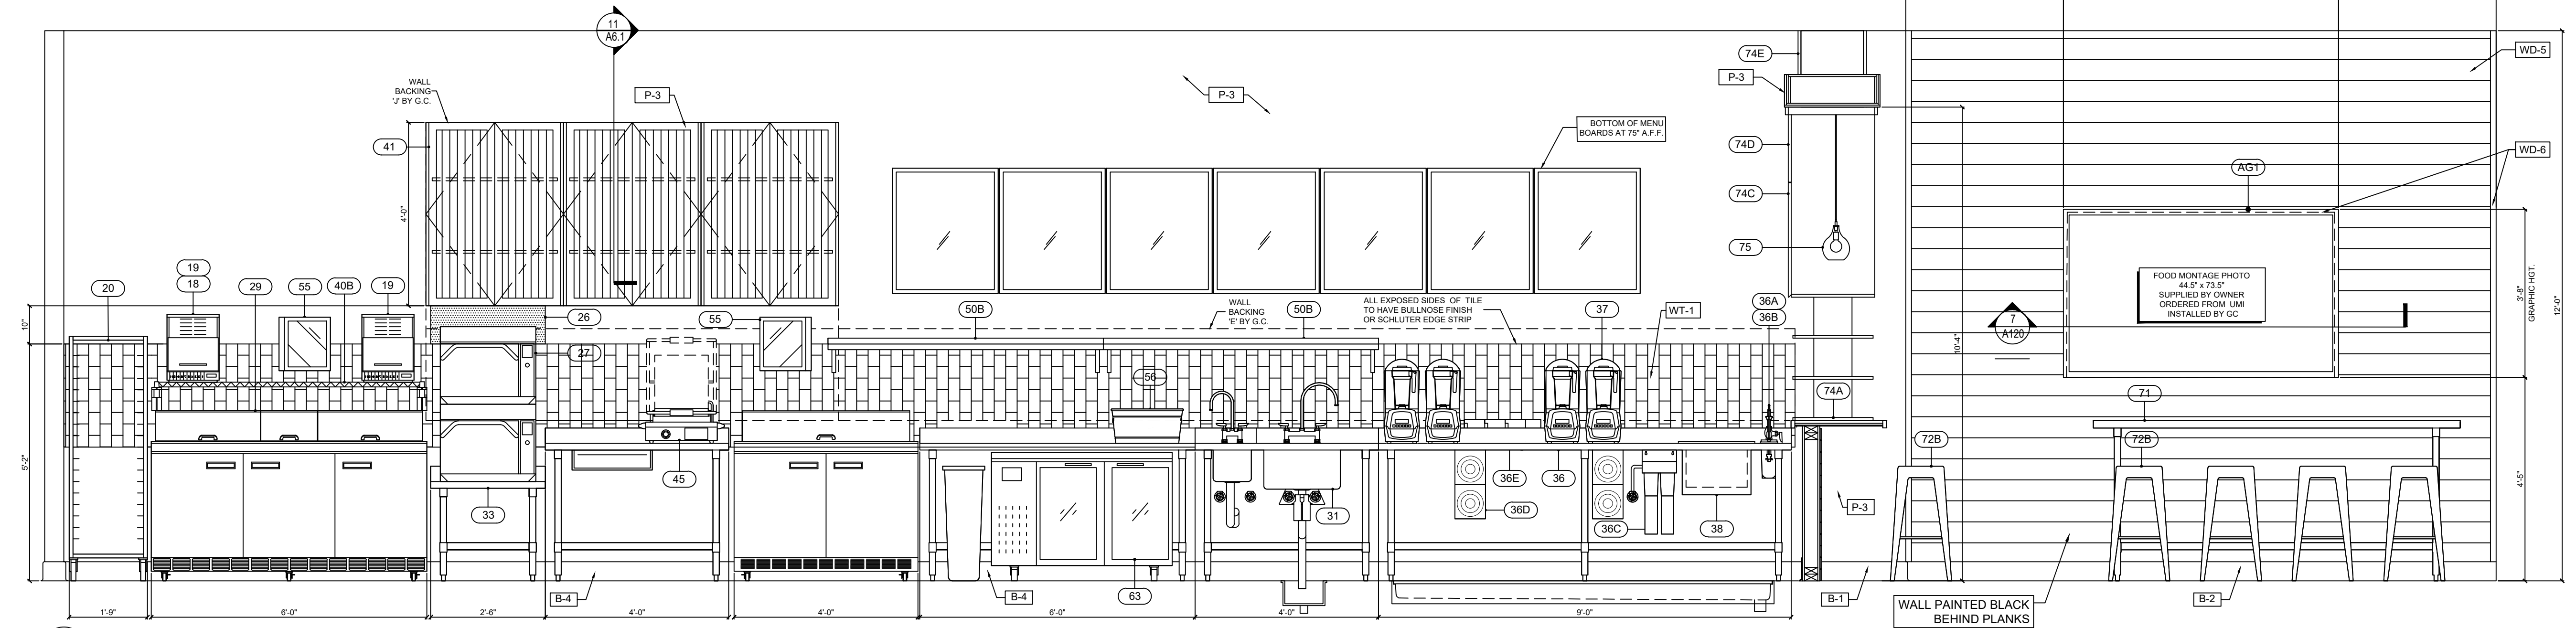 11
A6.1
WALL
BACKING
'J' BY G.C.
P-3
P-3
74E
P-3
WD-5
41
BOTTOM OF MENU
BOARDS AT 75" A.F.F.
74D
WD-6
AG1
4'-0"
74C
75
19
18
20
29
55
40B
19
FOOD MONTAGE PHOTO
44.5" x 73.5"
SUPPLIED BY OWNER
ORDERED FROM UMI
INSTALLED BY GC
3'-8"
GRAPHIC HGT.
12'-0"
10"
26
55
WALL
BACKING
'E' BY G.C.
50B
50B
ALL EXPOSED SIDES OF TILE
TO HAVE BULLNOSE FINISH
OR SCHLUTER EDGE STRIP
37
WT-1
36A
36B
7
A120
10'-4"
27
56
74A
71
72B
72B
5'-2"
45
33
31
36E
36
36D
36C
38
P-3
4'-5"
B-4
B-4
63
B-1
B-2
WALL PAINTED BLACK
BEHIND PLANKS
1'-9"
6'-0"
2'-6"
4'-0"
4'-0"
6'-0"
4'-0"
9'-0"